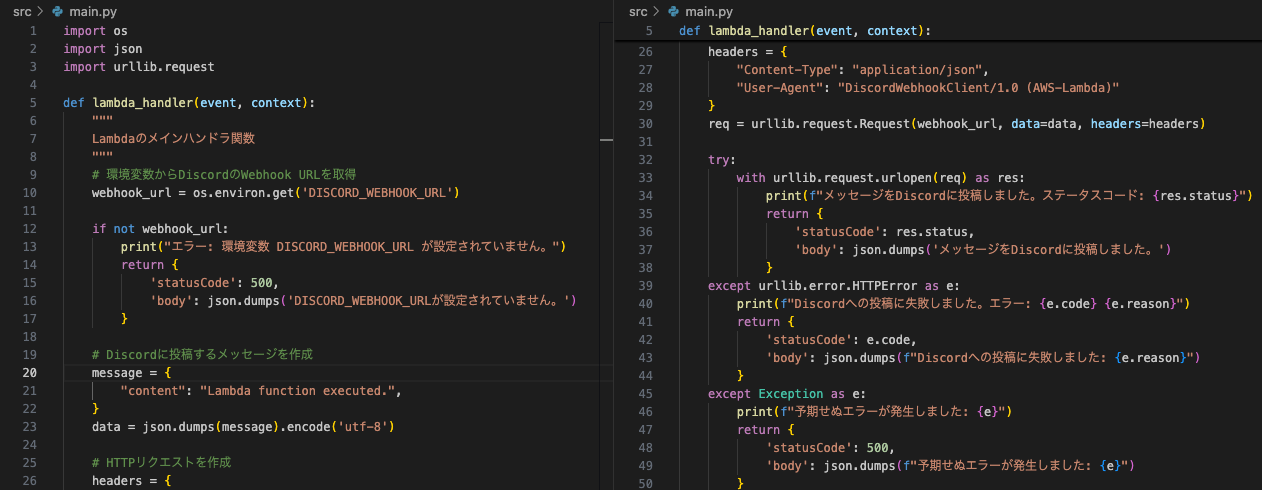 src > main.py
1 import os
2 import json
3 import urllib.request
4
5 def lambda_handler(event, context):
6     """
7     Lambdaのメインハンドラ関数
8     """
9     # 環境変数からDiscordのWebhook URLを取得
10     webhook_url = os.environ.get('DISCORD_WEBHOOK_URL')
11
12     if not webhook_url:
13         print("エラー: 環境変数 DISCORD_WEBHOOK_URL が設定されていません。")
14         return {
15             'statusCode': 500,
16             'body': json.dumps('DISCORD_WEBHOOK_URLが設定されていません。')
17         }
18
19     # Discordに投稿するメッセージを作成
20     message = {
21         "content": "Lambda function executed.",
22     }
23     data = json.dumps(message).encode('utf-8')
24
25     # HTTPリクエストを作成
26     headers = {
src > main.py
5 def lambda_handler(event, context):
26     headers = {
27         "Content-Type": "application/json",
28         "User-Agent": "DiscordWebhookClient/1.0 (AWS-Lambda)"
29     }
30     req = urllib.request.Request(webhook_url, data=data, headers=headers)
31
32     try:
33         with urllib.request.urlopen(req) as res:
34             print(f"メッセージをDiscordに投稿しました。ステータスコード: {res.status}")
35             return {
36                 'statusCode': res.status,
37                 'body': json.dumps('メッセージをDiscordに投稿しました。')
38             }
39     except urllib.error.HTTPError as e:
40         print(f"Discordへの投稿に失敗しました。エラー: {e.code} {e.reason}")
41         return {
42             'statusCode': e.code,
43             'body': json.dumps(f"Discordへの投稿に失敗しました: {e.reason}")
44         }
45     except Exception as e:
46         print(f"予期せぬエラーが発生しました: {e}")
47         return {
48             'statusCode': 500,
49             'body': json.dumps(f"予期せぬエラーが発生しました: {e}")
50         }